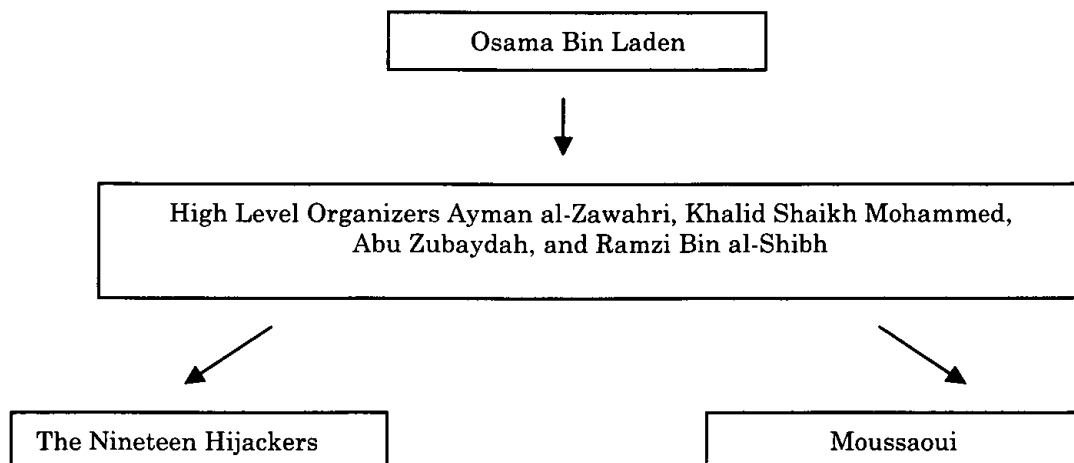 Osama Bin Laden
High Level Organizers Ayman al-Zawahri, Khalid Shaikh Mohammed,
Abu Zubaydah, and Ramzi Bin al-Shibh
The Nineteen Hijackers
Moussaoui